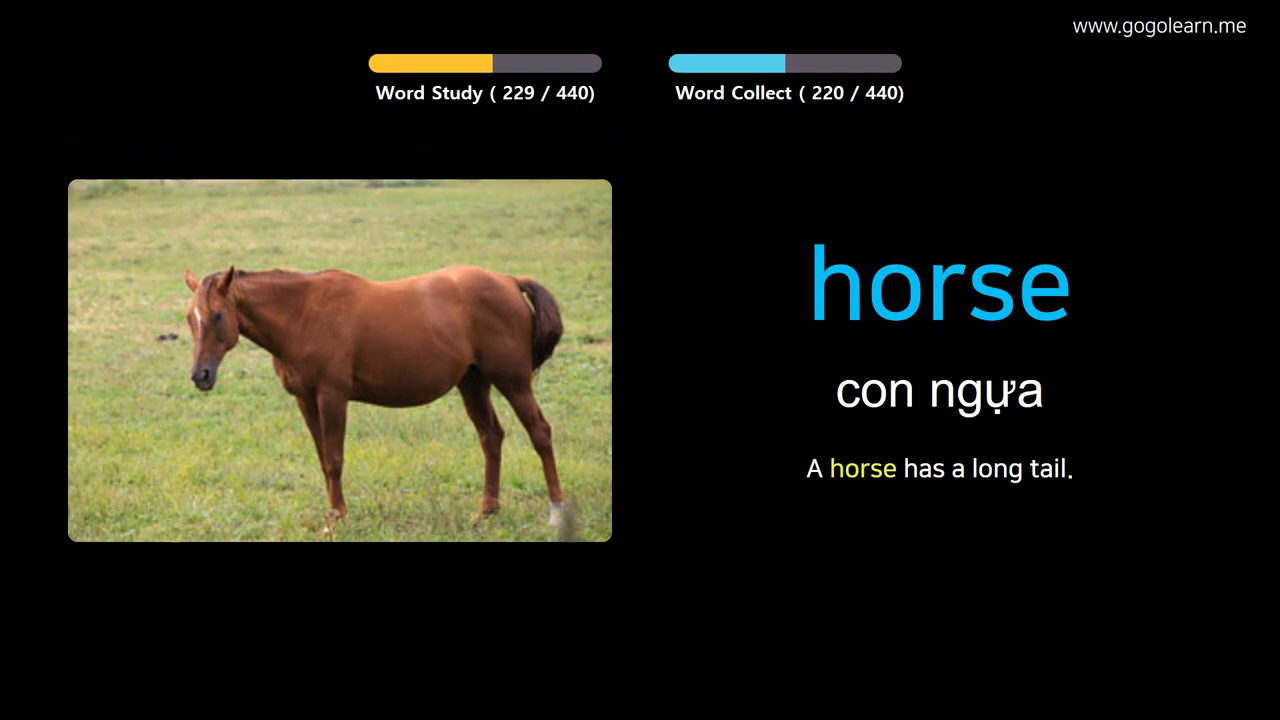 www.gogolearn.me
Word Study ( 229 / 440)
Word Collect ( 220 / 440)
horse
con ngựa
A horse has a long tail.